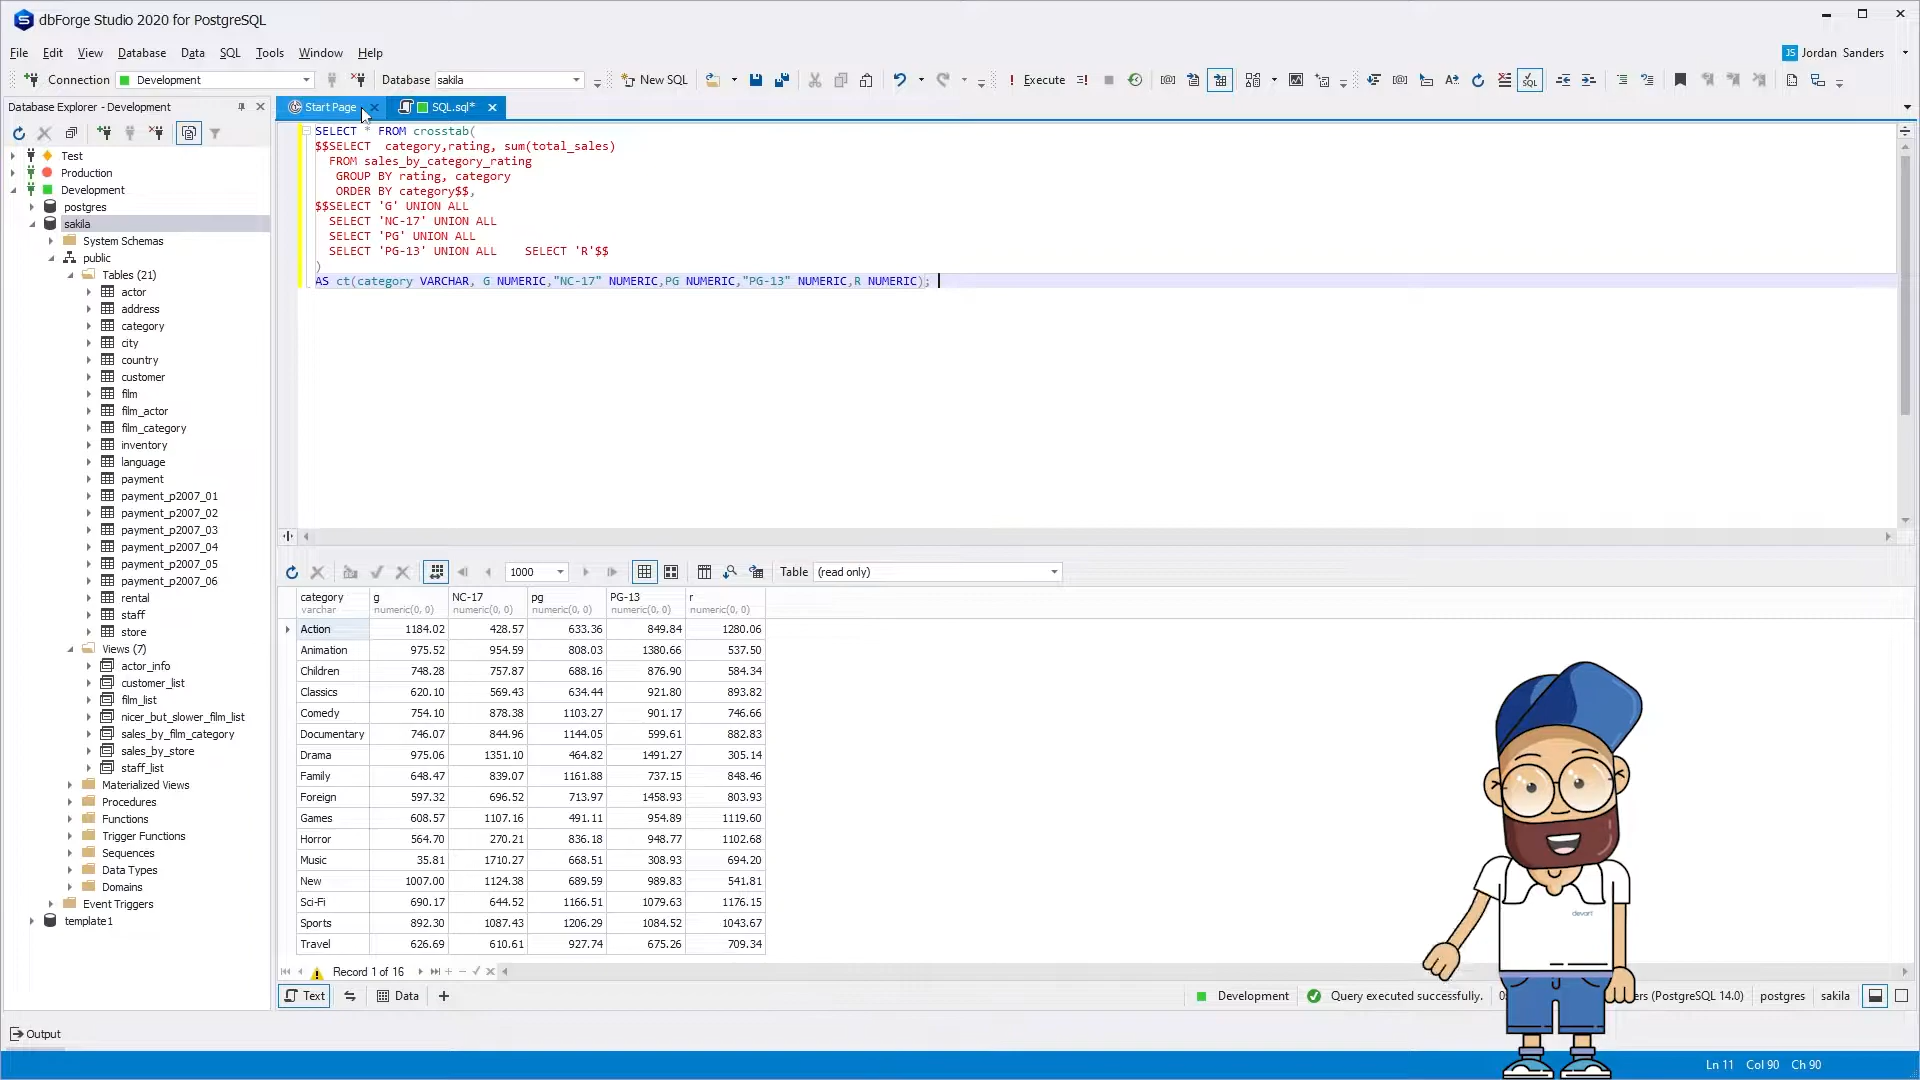 dbForge Studio 2020 for PostgreSQL
File Edit View Database Data SQL Tools Window Help
JS Jordan Sanders
Connection Development Database sakila New SQL Execute
Database Explorer - Development
Start Page SQL.sql*
Test
Production
Development
postgres
sakila
System Schemas
public
Tables (21)
actor
address
category
city
country
customer
film
film_actor
film_category
inventory
language
payment
payment_p2007_01
payment_p2007_02
payment_p2007_03
payment_p2007_04
payment_p2007_05
payment_p2007_06
rental
staff
store
Views (7)
actor_info
customer_list
film_list
nicer_but_slower_film_list
sales_by_film_category
sales_by_store
staff_list
Materialized Views
Procedures
Functions
Trigger Functions
Sequences
Data Types
Domains
Event Triggers
template1
SELECT * FROM crosstab(
$$SELECT category,rating, sum(total_sales)
FROM sales_by_category_rating
GROUP BY rating, category
ORDER BY category$$,
$$SELECT 'G' UNION ALL
SELECT 'NC-17' UNION ALL
SELECT 'PG' UNION ALL
SELECT 'PG-13' UNION ALL SELECT 'R'$$
)
AS ct(category VARCHAR, G NUMERIC,"NC-17" NUMERIC,PG NUMERIC,"PG-13" NUMERIC,R NUMERIC);
1000 Table (read only)
category g NC-17 pg PG-13 r
varchar numeric(0, 0) numeric(0, 0) numeric(0, 0) numeric(0, 0) numeric(0, 0)
Action 1184.02 428.57 633.36 849.84 1280.06
Animation 975.52 954.59 808.03 1380.66 537.50
Children 748.28 757.87 688.16 876.90 584.34
Classics 620.10 569.43 634.44 921.80 893.82
Comedy 754.10 878.38 1103.27 901.17 746.66
Documentary 746.07 844.96 1144.05 599.61 882.83
Drama 975.06 1351.10 464.82 1491.27 305.14
Family 648.47 839.07 1161.88 737.15 848.46
Foreign 597.32 696.52 713.97 1458.93 803.93
Games 608.57 1107.16 491.11 954.89 1119.60
Horror 564.70 270.21 836.18 948.77 1102.68
Music 35.81 1710.27 668.51 308.93 694.20
New 1007.00 1124.38 689.59 989.83 541.81
Sci-Fi 690.17 644.52 1166.51 1079.63 1176.15
Sports 892.30 1087.43 1206.29 1084.52 1043.67
Travel 626.69 610.61 927.74 675.26 709.34
devart
Record 1 of 16
Text Data Development Query executed successfully. (PostgreSQL 14.0) postgres sakila
Output
Ln 11 Col 90 Ch 90